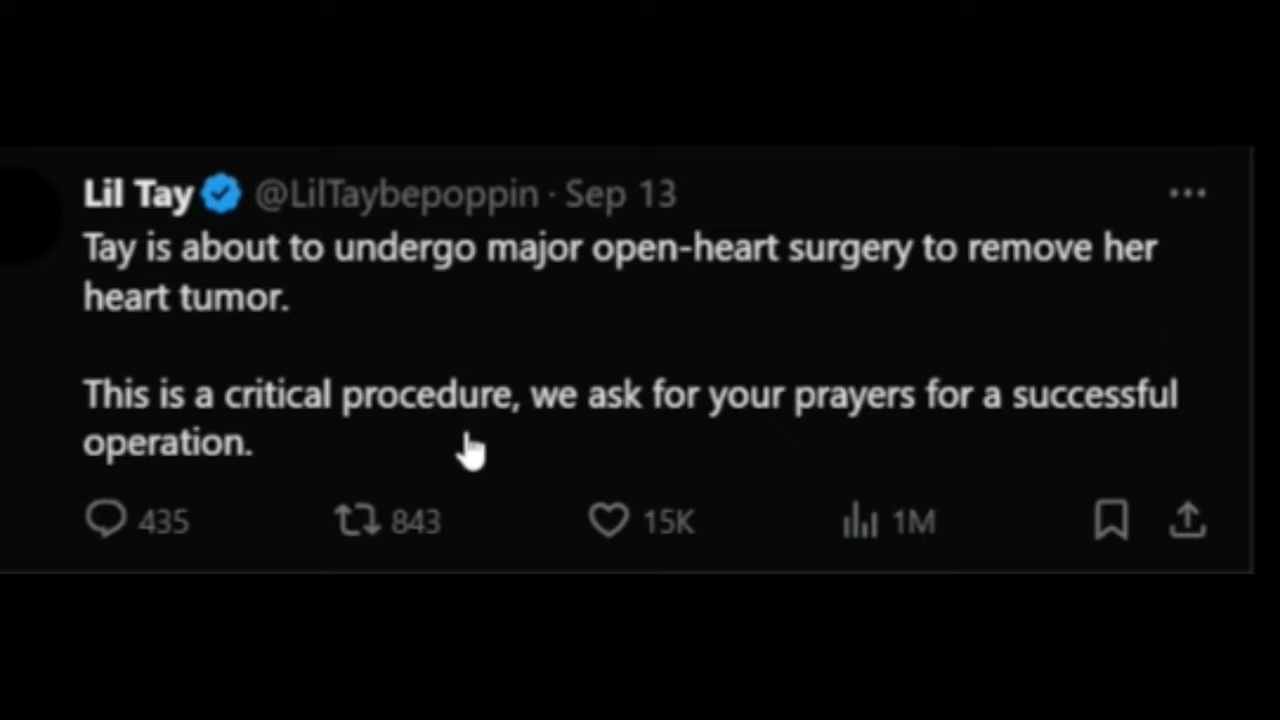 Lil Tay @LilTaybepoppin · Sep 13
Tay is about to undergo major open-heart surgery to remove her
heart tumor.
This is a critical procedure, we ask for your prayers for a successful
operation.
435 843 15K 1M